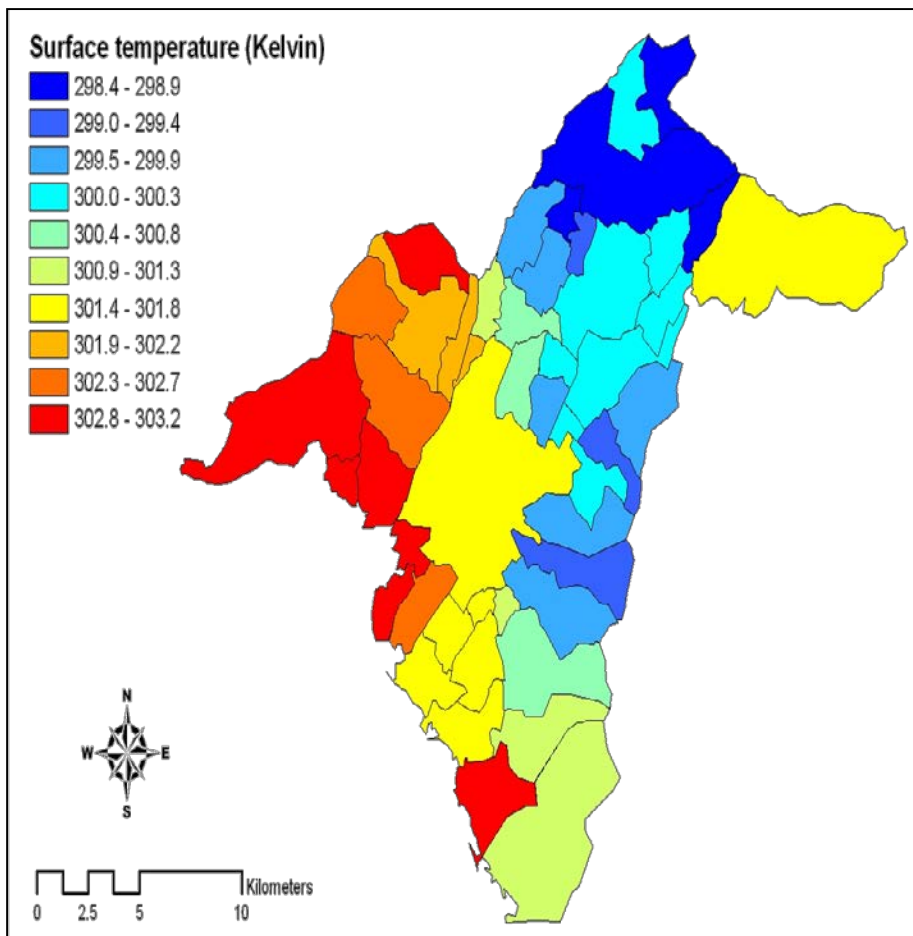 Surface temperature (Kelvin)
298.4 - 298.9
299.0 - 299.4
299.5 - 299.9
300.0 - 300.3
300.4 - 300.8
300.9 - 301.3
301.4 - 301.8
301.9 - 302.2
302.3 - 302.7
302.8 - 303.2
N
W E
S
Kilometers
0 2.5 5 10